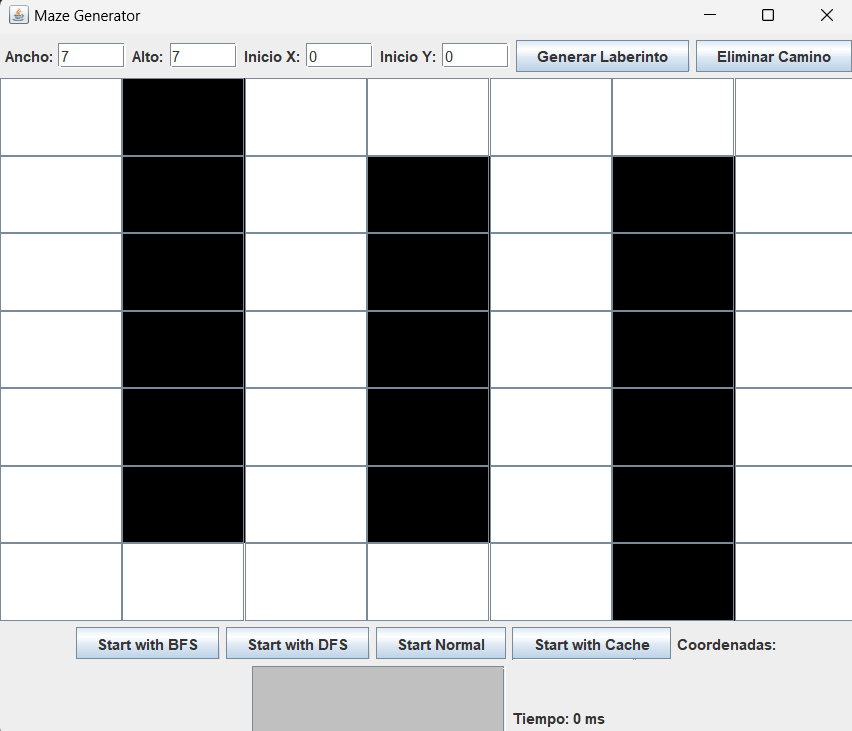 Maze Generator
Ancho: 7 Alto: 7 Inicio X: 0 Inicio Y: 0 Generar Laberinto Eliminar Camino
Start with BFS Start with DFS Start Normal Start with Cache Coordenadas:
Tiempo: 0 ms